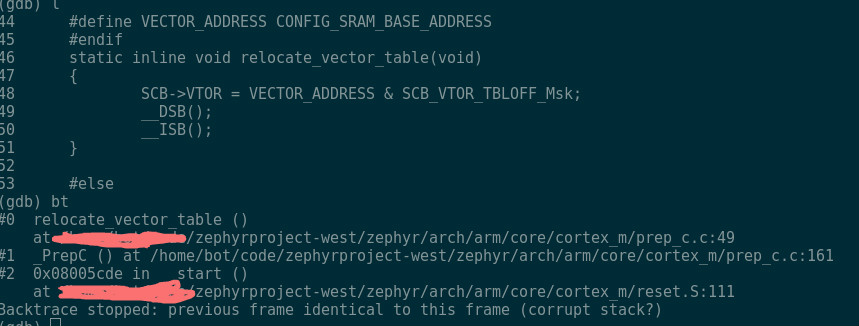 (gdb) l
44 #define VECTOR_ADDRESS CONFIG_SRAM_BASE_ADDRESS
45 #endif
46 static inline void relocate_vector_table(void)
47 {
48 SCB->VTOR = VECTOR_ADDRESS & SCB_VTOR_TBLOFF_Msk;
49 __DSB();
50 __ISB();
51 }
52
53 #else
(gdb) bt
#0 relocate_vector_table ()
at /zephyrproject-west/zephyr/arch/arm/core/cortex_m/prep_c.c:49
#1 _PrepC () at /home/bot/code/zephyrproject-west/zephyr/arch/arm/core/cortex_m/prep_c.c:161
#2 0x08005cde in __start ()
at /zephyrproject-west/zephyr/arch/arm/core/cortex_m/reset.S:111
Backtrace stopped: previous frame identical to this frame (corrupt stack?)
(gdb)